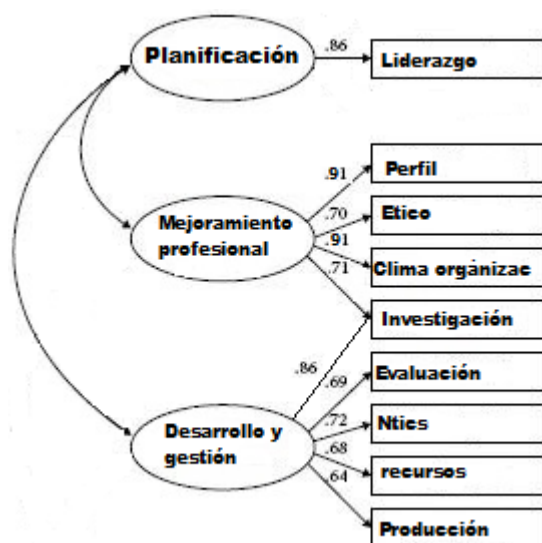 Planificación
.86
Liderazgo
.91
Perfil
.70
Etico
Mejoramiento
profesional
.91
Clima organizac
.71
Investigación
.86
.69
Evaluación
.72
Ntics
Desarrollo y
gestión
.68
recursos
.64
Producción